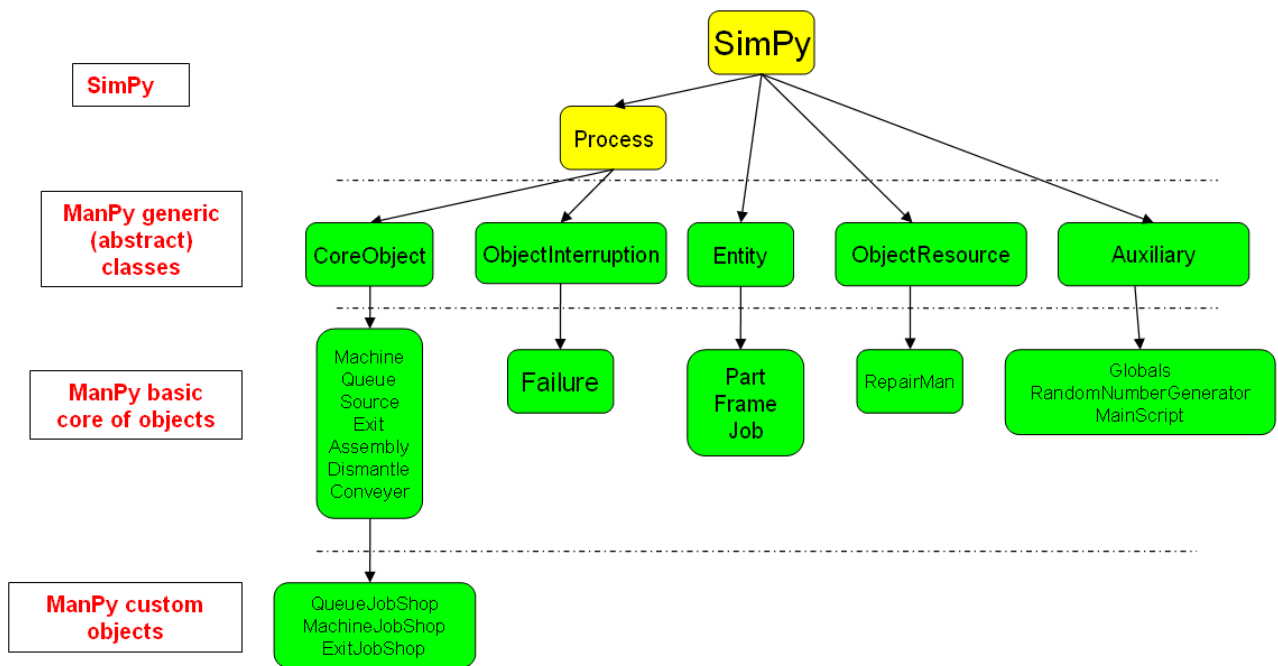 SimPy
SimPy
Process
ManPy generic
(abstract)
classes
CoreObject
ObjectInterruption
Entity
ObjectResource
Auxiliary
ManPy basic
core of objects
Machine
Queue
Source
Exit
Assembly
Dismantle
Conveyer
Failure
Part
Frame
Job
RepairMan
Globals
RandomNumberGenerator
MainScript
ManPy custom
objects
QueueJobShop
MachineJobShop
ExitJobShop